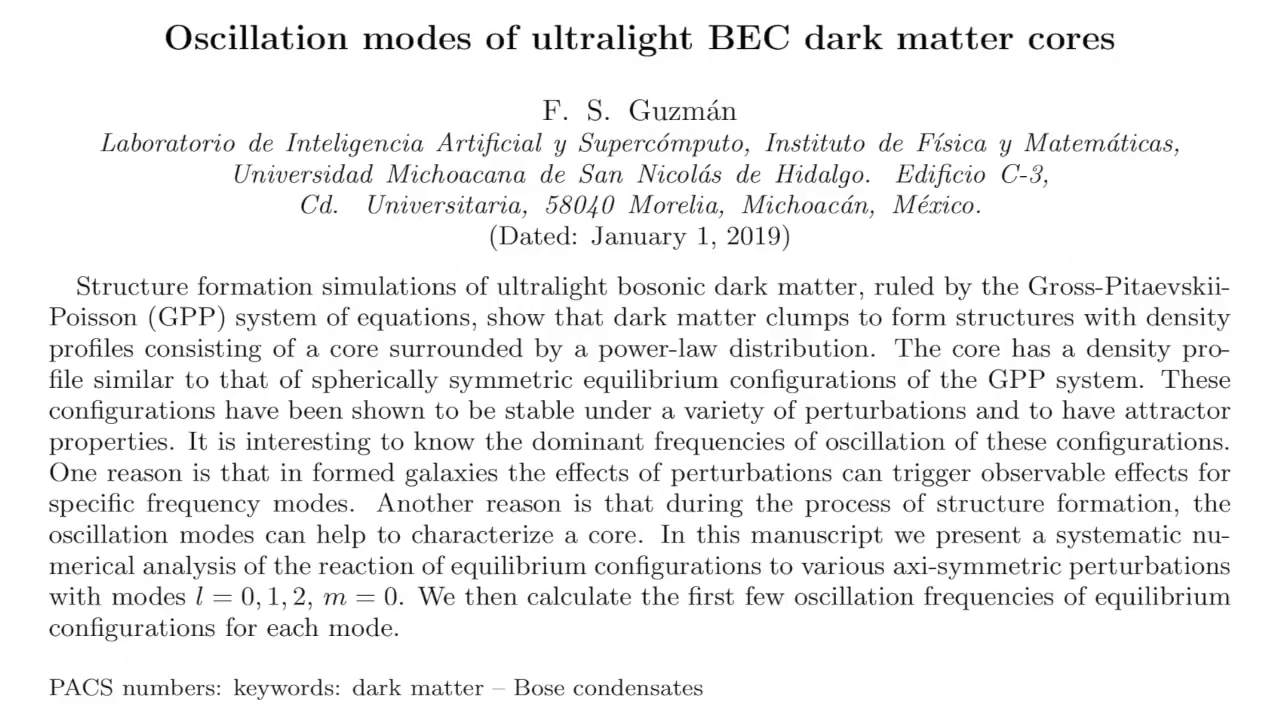 Oscillation modes of ultralight BEC dark matter cores
F. S. Guzmán
Laboratorio de Inteligencia Artificial y Supercómputo, Instituto de Física y Matemáticas,
Universidad Michoacana de San Nicolás de Hidalgo. Edificio C-3,
Cd. Universitaria, 58040 Morelia, Michoacán, México.
(Dated: January 1, 2019)
Structure formation simulations of ultralight bosonic dark matter, ruled by the Gross-Pitaevskii-
Poisson (GPP) system of equations, show that dark matter clumps to form structures with density
profiles consisting of a core surrounded by a power-law distribution. The core has a density pro-
file similar to that of spherically symmetric equilibrium configurations of the GPP system. These
configurations have been shown to be stable under a variety of perturbations and to have attractor
properties. It is interesting to know the dominant frequencies of oscillation of these configurations.
One reason is that in formed galaxies the effects of perturbations can trigger observable effects for
specific frequency modes. Another reason is that during the process of structure formation, the
oscillation modes can help to characterize a core. In this manuscript we present a systematic nu-
merical analysis of the reaction of equilibrium configurations to various axi-symmetric perturbations
with modes l = 0, 1, 2, m = 0. We then calculate the first few oscillation frequencies of equilibrium
configurations for each mode.
PACS numbers: keywords: dark matter – Bose condensates